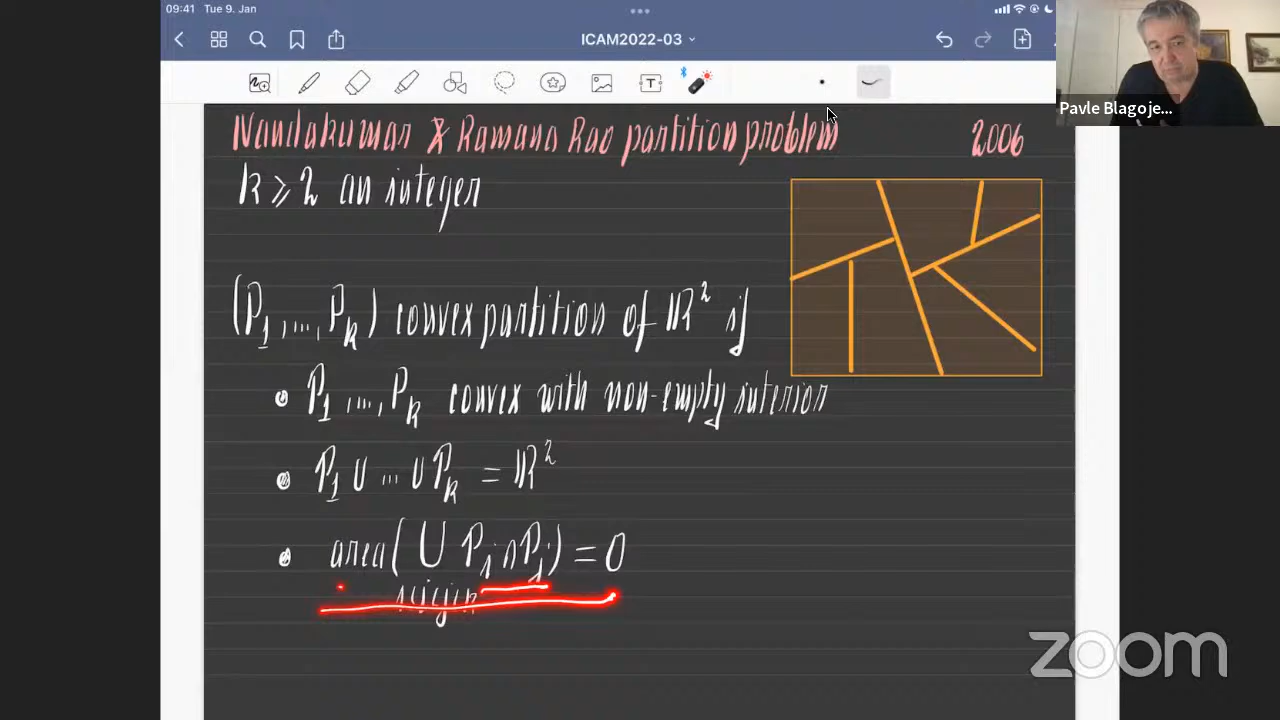 09:41 Tue 9. Jan
ICAM2022-03
Pavle Blagoje...
Nandakumar & Ramana Rao partition problem 2006
k ≥ 2 an integer
(P₁, ..., Pₖ) convex partition of ℝ² if
• P₁, ..., Pₖ convex with non-empty interior
• P₁ ∪ ... ∪ Pₖ = ℝ²
• area(∪ Pᵢ ∩ Pⱼ) = 0
zoom